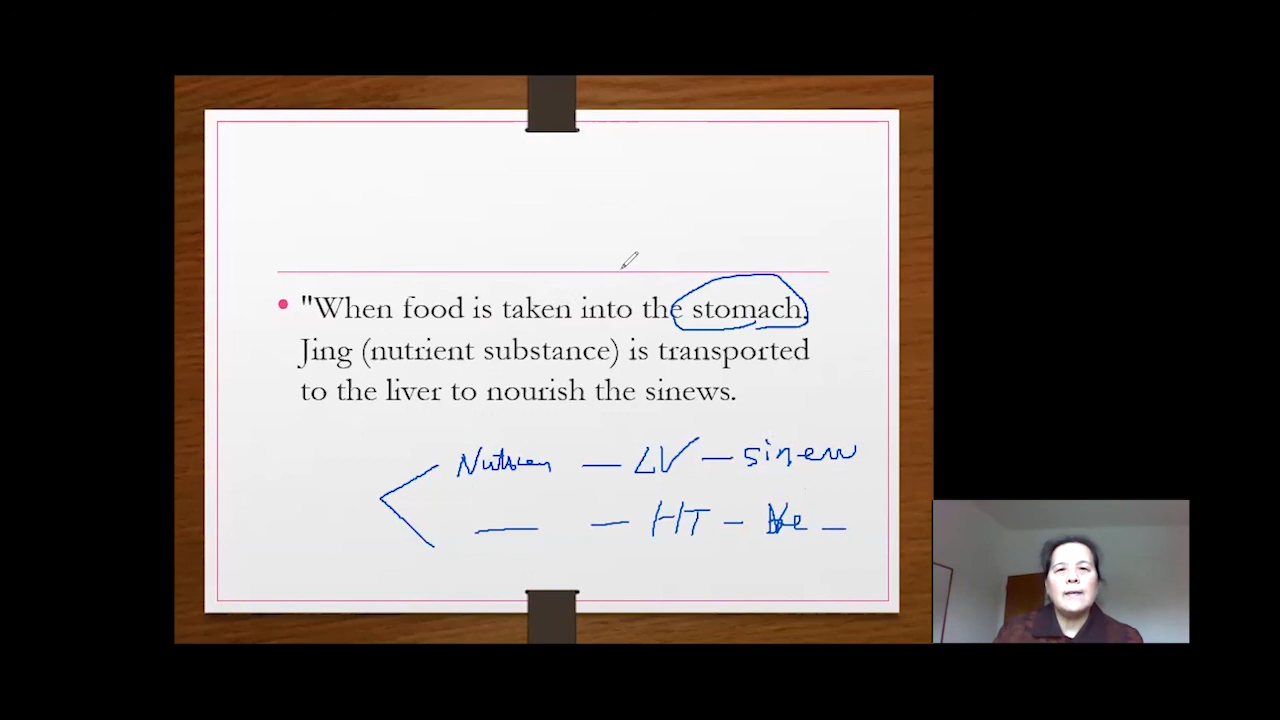 • "When food is taken into the stomach,
Jing (nutrient substance) is transported
to the liver to nourish the sinews.
— LV — sinew
— — HT — —